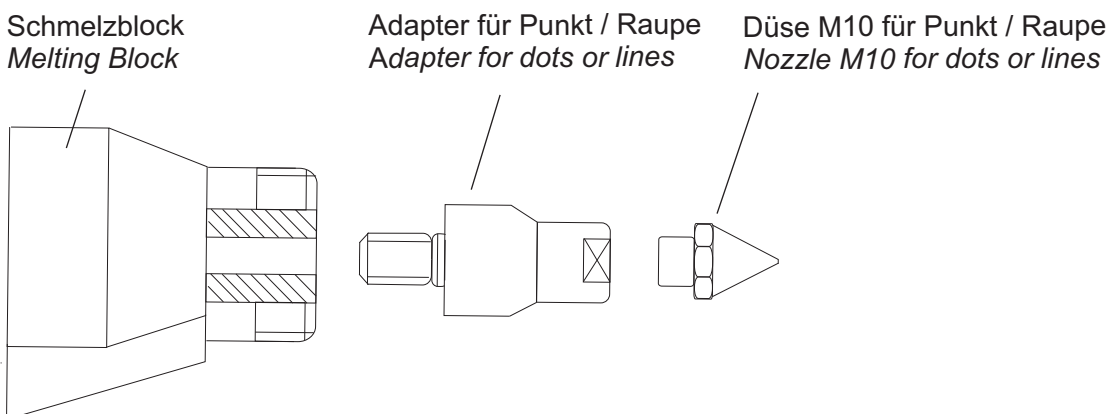 Schmelzblock
Melting Block
Adapter für Punkt / Raupe
Adapter for dots or lines
Düse M10 für Punkt / Raupe
Nozzle M10 for dots or lines